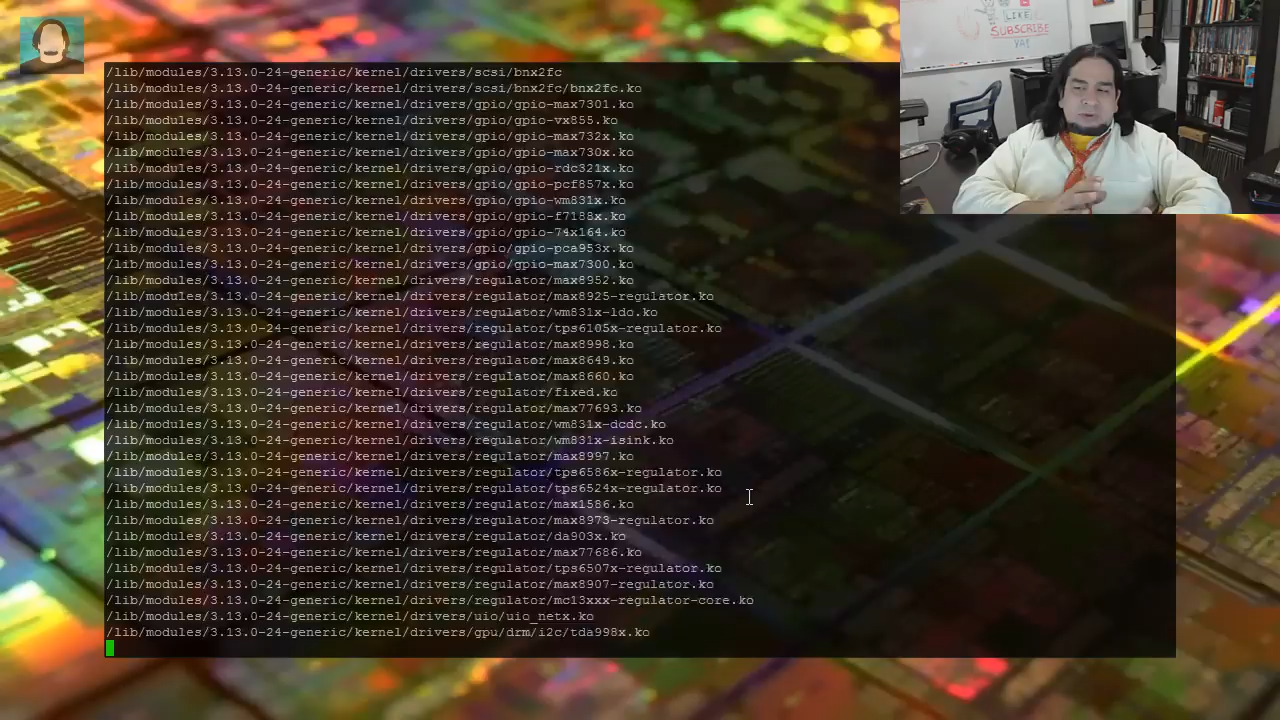 /lib/modules/3.13.0-24-generic/kernel/drivers/scsi/bnx2fc
/lib/modules/3.13.0-24-generic/kernel/drivers/scsi/bnx2fc/bnx2fc.ko
/lib/modules/3.13.0-24-generic/kernel/drivers/gpio/gpio-max7301.ko
/lib/modules/3.13.0-24-generic/kernel/drivers/gpio/gpio-vx855.ko
/lib/modules/3.13.0-24-generic/kernel/drivers/gpio/gpio-max732x.ko
/lib/modules/3.13.0-24-generic/kernel/drivers/gpio/gpio-max730x.ko
/lib/modules/3.13.0-24-generic/kernel/drivers/gpio/gpio-rdc321x.ko
/lib/modules/3.13.0-24-generic/kernel/drivers/gpio/gpio-pcf857x.ko
/lib/modules/3.13.0-24-generic/kernel/drivers/gpio/gpio-wm831x.ko
/lib/modules/3.13.0-24-generic/kernel/drivers/gpio/gpio-f7188x.ko
/lib/modules/3.13.0-24-generic/kernel/drivers/gpio/gpio-74x164.ko
/lib/modules/3.13.0-24-generic/kernel/drivers/gpio/gpio-pca953x.ko
/lib/modules/3.13.0-24-generic/kernel/drivers/gpio/gpio-max7300.ko
/lib/modules/3.13.0-24-generic/kernel/drivers/regulator/max8952.ko
/lib/modules/3.13.0-24-generic/kernel/drivers/regulator/max8925-regulator.ko
/lib/modules/3.13.0-24-generic/kernel/drivers/regulator/wm831x-ldo.ko
/lib/modules/3.13.0-24-generic/kernel/drivers/regulator/tps6105x-regulator.ko
/lib/modules/3.13.0-24-generic/kernel/drivers/regulator/max8998.ko
/lib/modules/3.13.0-24-generic/kernel/drivers/regulator/max8649.ko
/lib/modules/3.13.0-24-generic/kernel/drivers/regulator/max8660.ko
/lib/modules/3.13.0-24-generic/kernel/drivers/regulator/fixed.ko
/lib/modules/3.13.0-24-generic/kernel/drivers/regulator/max77693.ko
/lib/modules/3.13.0-24-generic/kernel/drivers/regulator/wm831x-dcdc.ko
/lib/modules/3.13.0-24-generic/kernel/drivers/regulator/wm831x-isink.ko
/lib/modules/3.13.0-24-generic/kernel/drivers/regulator/max8997.ko
/lib/modules/3.13.0-24-generic/kernel/drivers/regulator/tps6586x-regulator.ko
/lib/modules/3.13.0-24-generic/kernel/drivers/regulator/tps6524x-regulator.ko
/lib/modules/3.13.0-24-generic/kernel/drivers/regulator/max1586.ko
/lib/modules/3.13.0-24-generic/kernel/drivers/regulator/max8973-regulator.ko
/lib/modules/3.13.0-24-generic/kernel/drivers/regulator/da903x.ko
/lib/modules/3.13.0-24-generic/kernel/drivers/regulator/max77686.ko
/lib/modules/3.13.0-24-generic/kernel/drivers/regulator/tps6507x-regulator.ko
/lib/modules/3.13.0-24-generic/kernel/drivers/regulator/max8907-regulator.ko
/lib/modules/3.13.0-24-generic/kernel/drivers/regulator/mc13xxx-regulator-core.ko
/lib/modules/3.13.0-24-generic/kernel/drivers/uio/uio_netx.ko
/lib/modules/3.13.0-24-generic/kernel/drivers/gpu/drm/i2c/tda998x.ko
LIKE
SUBSCRIBE